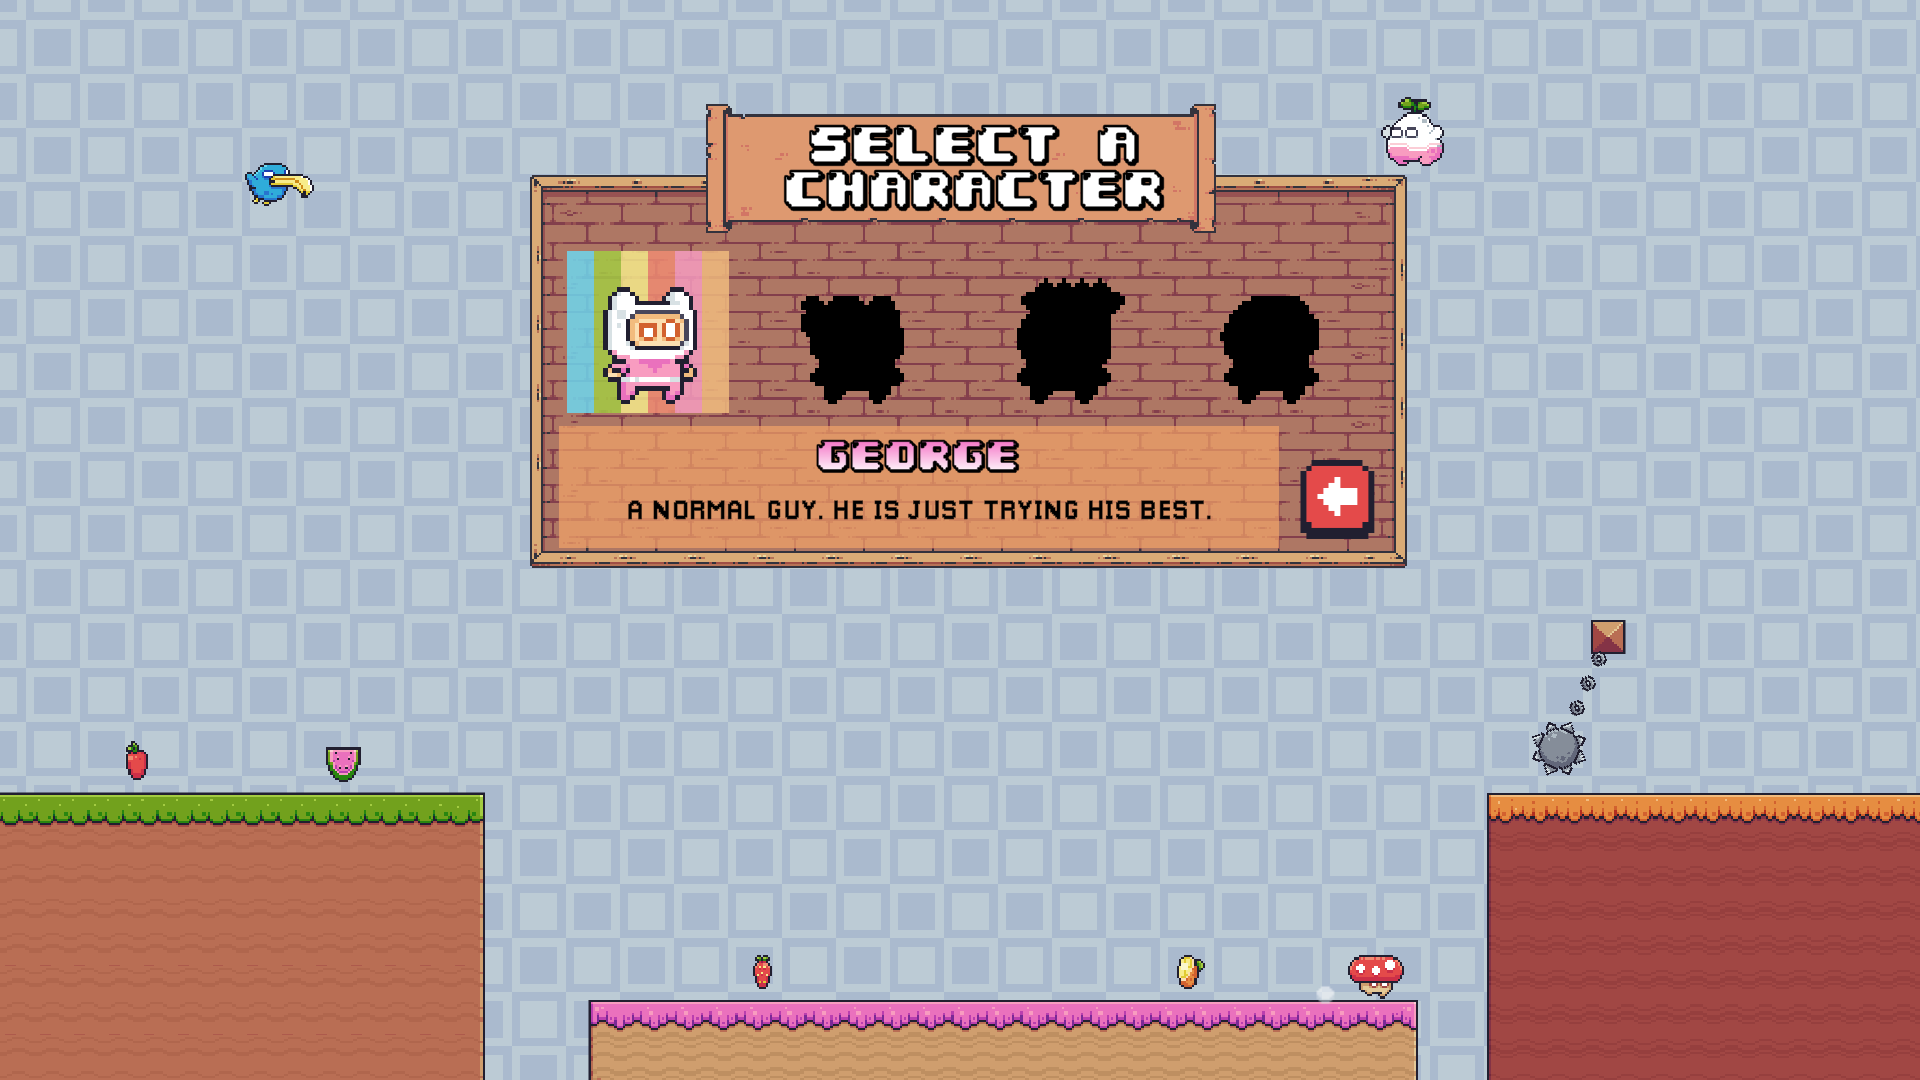 SELECT A
CHARACTER
GEORGE
A NORMAL GUY. HE IS JUST TRYING HIS BEST.